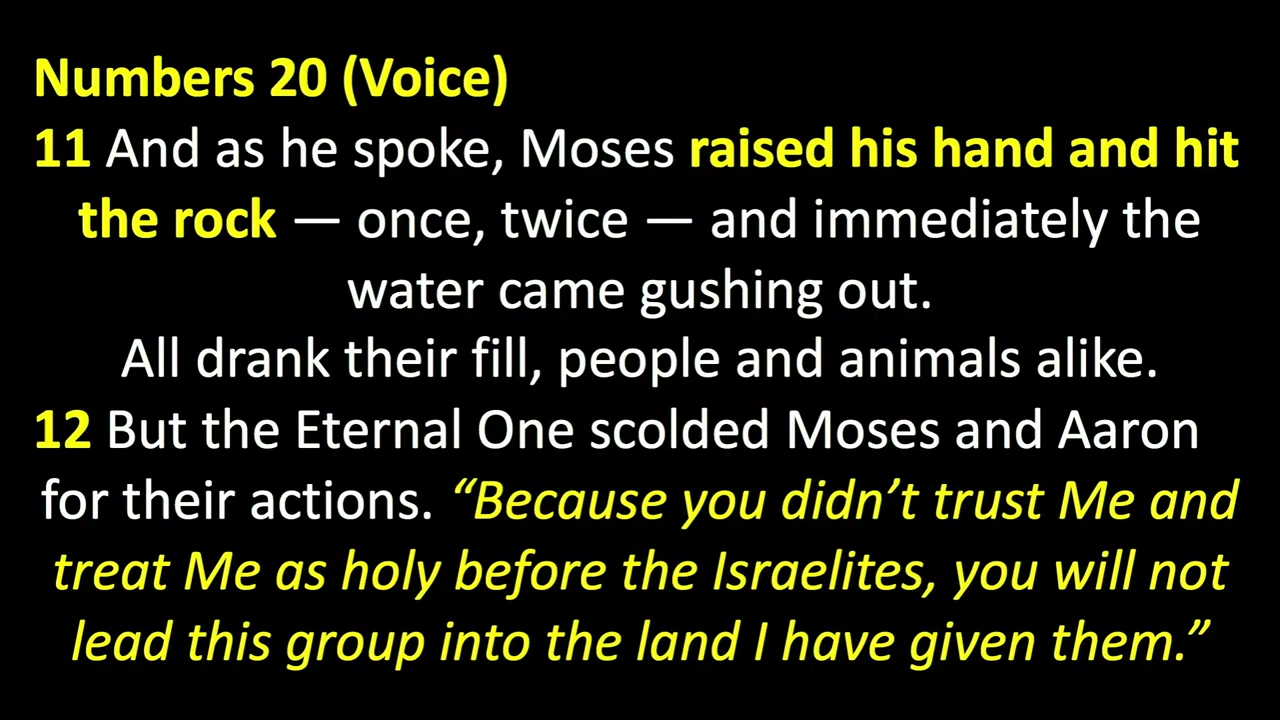 Numbers 20 (Voice)
11 And as he spoke, Moses raised his hand and hit
the rock — once, twice — and immediately the
water came gushing out.
All drank their fill, people and animals alike.
12 But the Eternal One scolded Moses and Aaron
for their actions. “Because you didn’t trust Me and
treat Me as holy before the Israelites, you will not
lead this group into the land I have given them.”